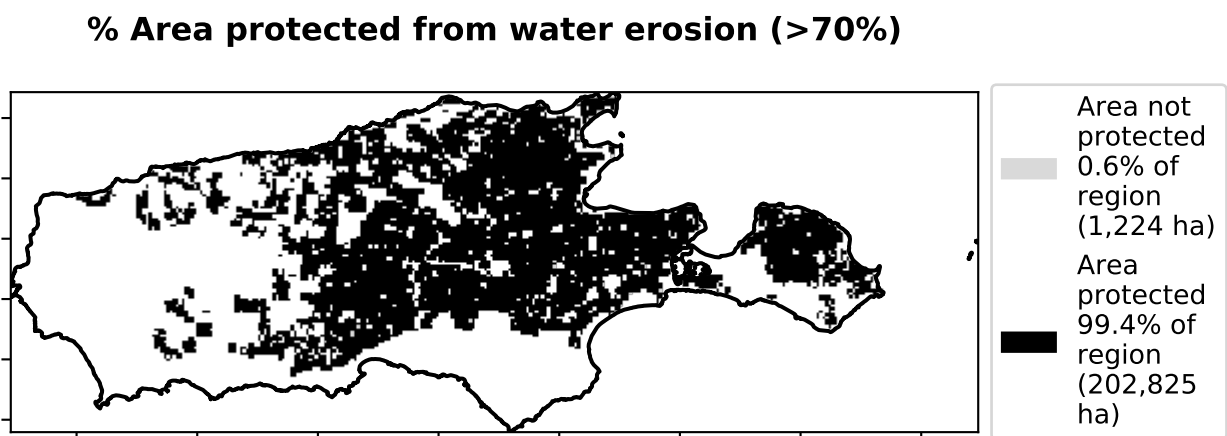 % Area protected from water erosion (>70%)
Area not
protected
0.6% of
region
(1,224 ha)
Area
protected
99.4% of
region
(202,825
ha)